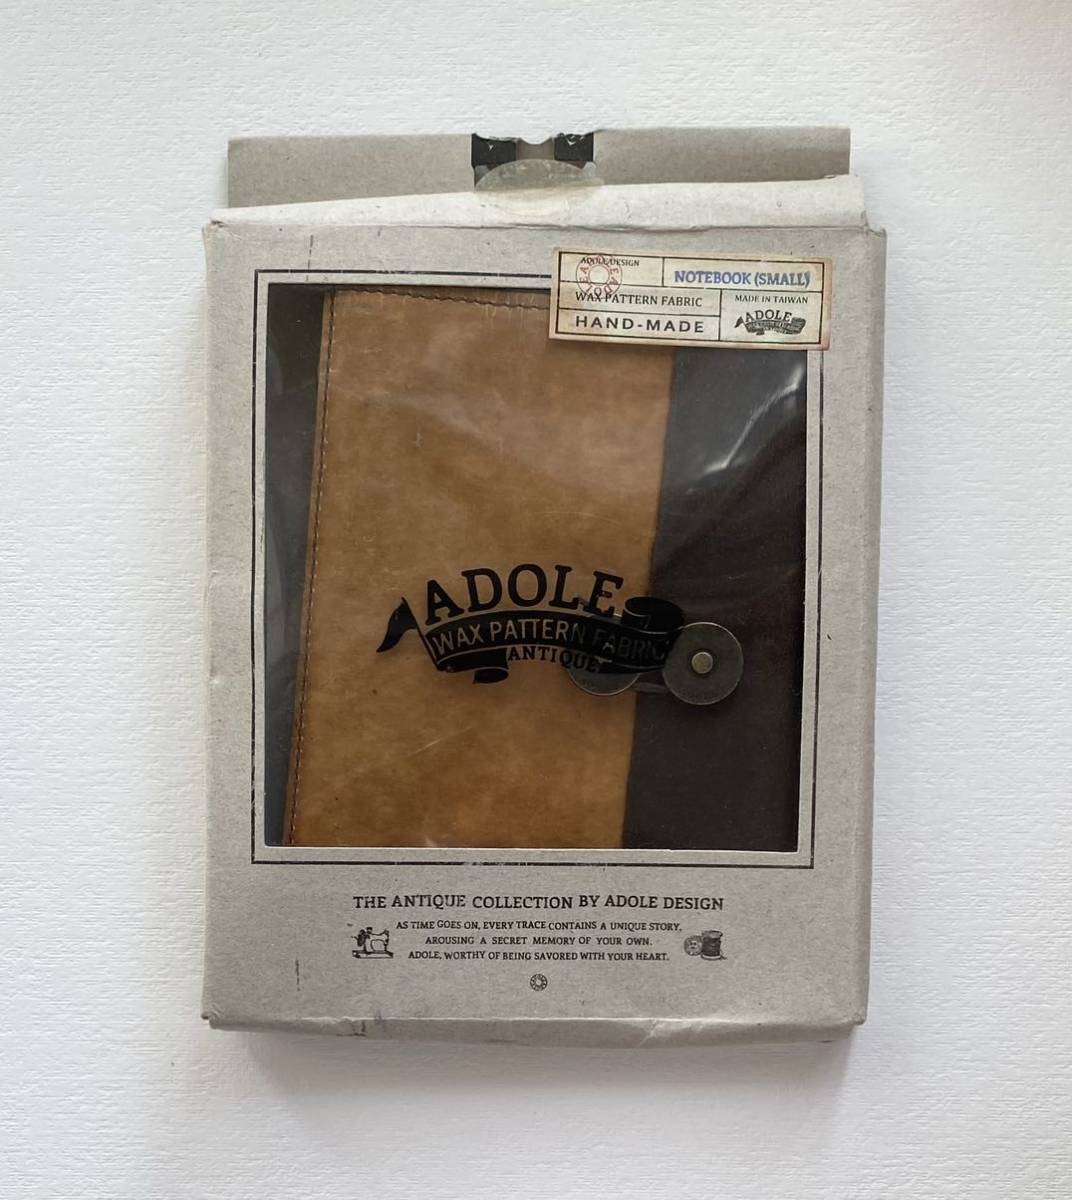 ADOLE DESIGN
NOTEBOOK (SMALL)
WAX PATTERN FABRIC
MADE IN TAIWAN
HAND-MADE
ADOLE
ADOLE
WAX PATTERN FABRIC
ANTIQUE
THE ANTIQUE COLLECTION BY ADOLE DESIGN
AS TIME GOES ON, EVERY TRACE CONTAINS A UNIQUE STORY,
AROUSING A SECRET MEMORY OF YOUR OWN.
ADOLE, WORTHY OF BEING SAVORED WITH YOUR HEART.